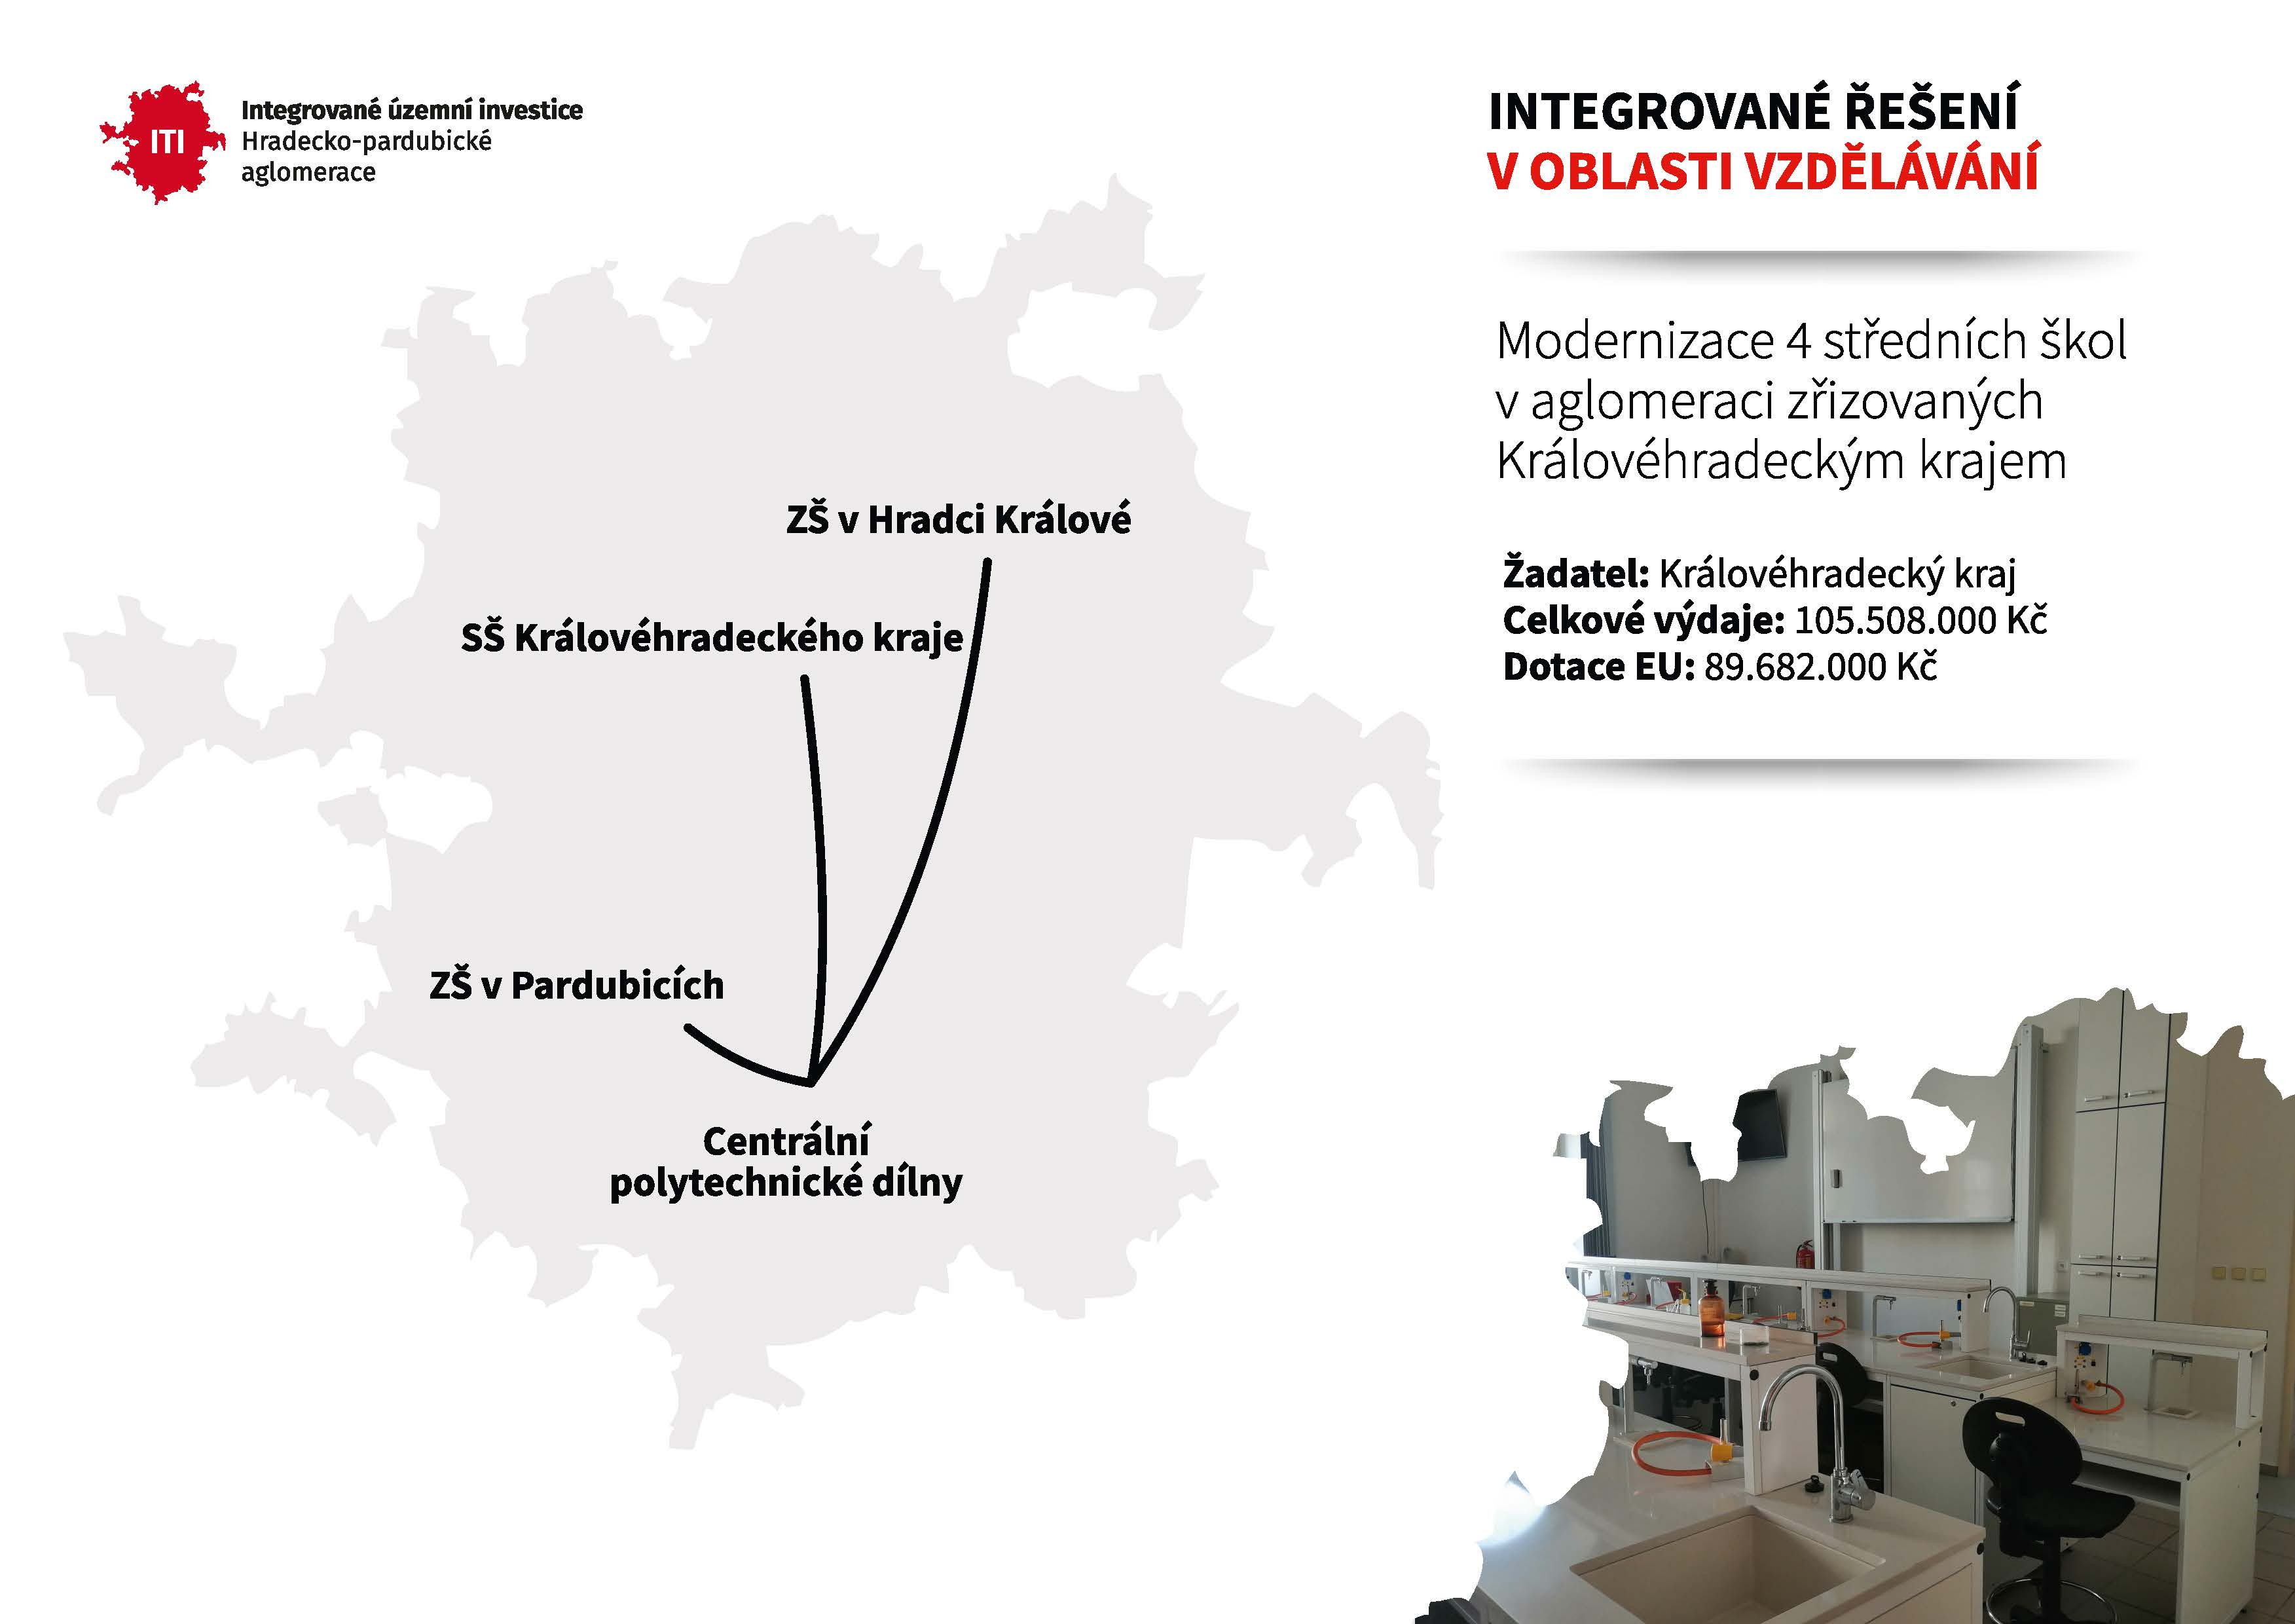 ITI
Integrované územní investice
Hradecko-pardubické
aglomerace
INTEGROVANÉ ŘEŠENÍ
V OBLASTI VZDĚLÁVÁNÍ
Modernizace 4 středních škol
v aglomeraci zřizovaných
Královéhradeckým krajem
Žadatel: Královéhradecký kraj
Celkové výdaje: 105.508.000 Kč
Dotace EU: 89.682.000 Kč
ZŠ v Hradci Králové
SŠ Královéhradeckého kraje
ZŠ v Pardubicích
Centrální
polytechnické dílny